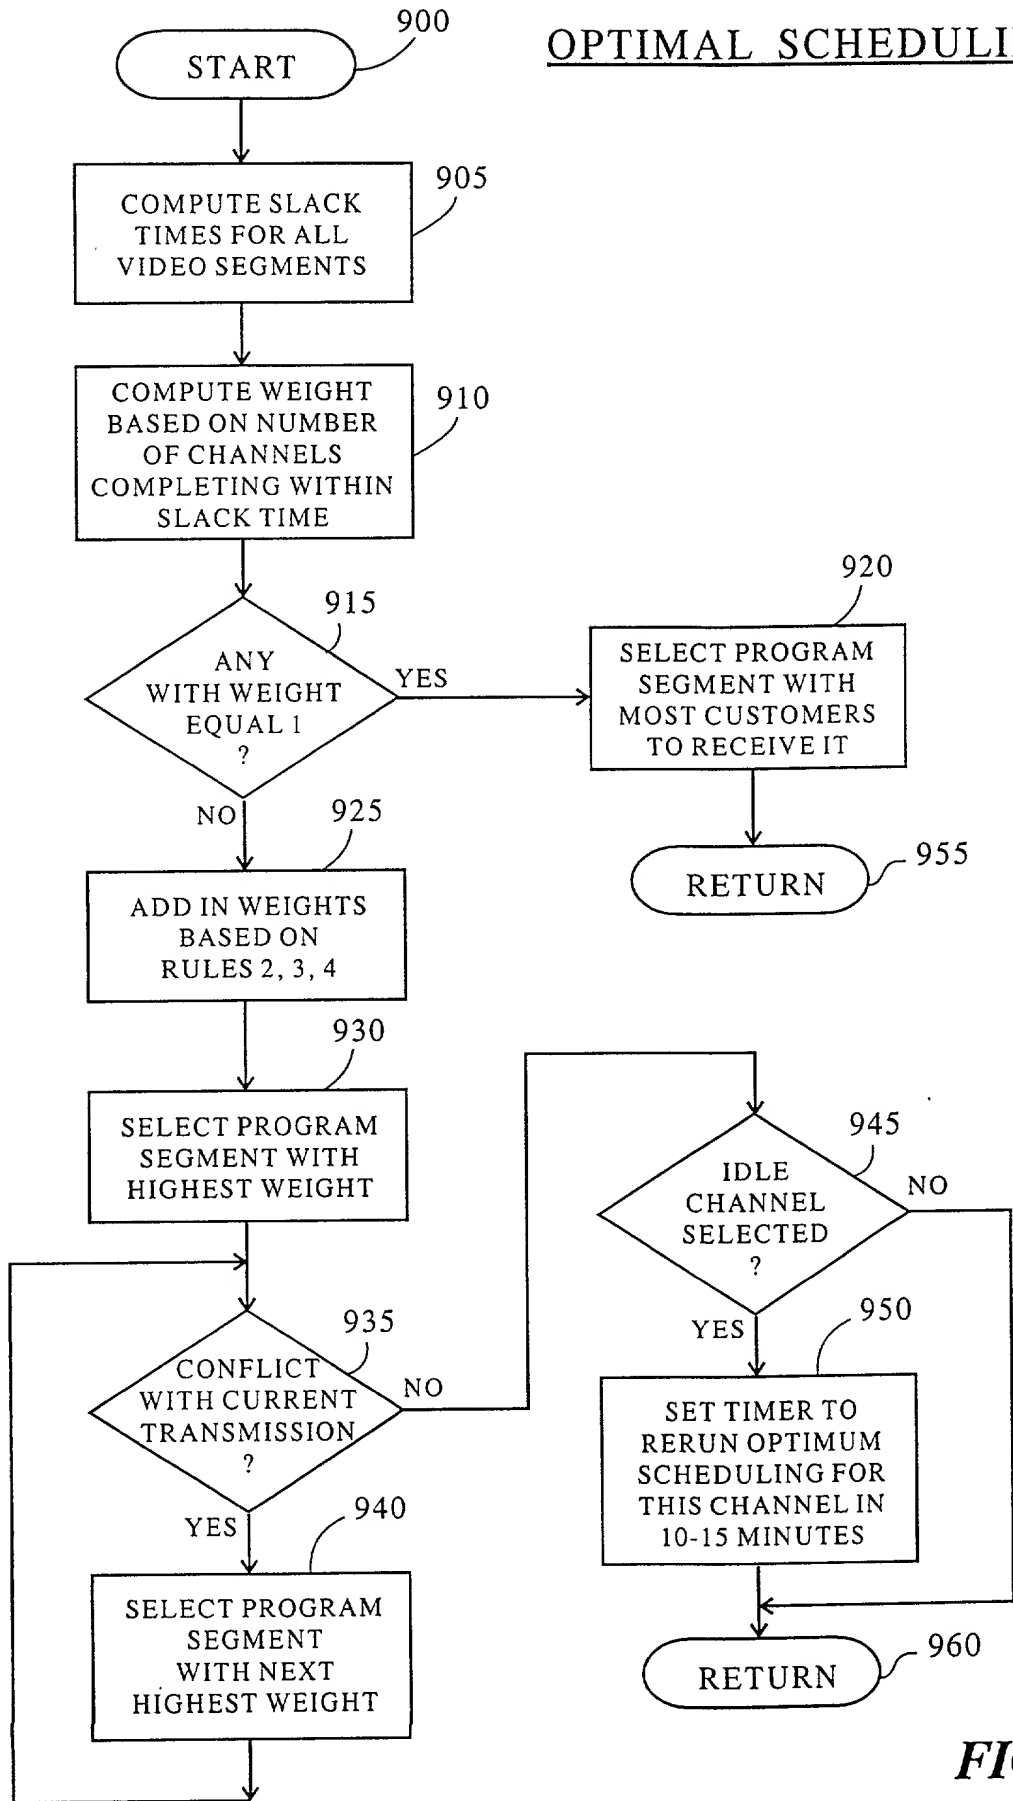 900
START
OPTIMAL SCHEDULI
905
COMPUTE SLACK
TIMES FOR ALL
VIDEO SEGMENTS
910
COMPUTE WEIGHT
BASED ON NUMBER
OF CHANNELS
COMPLETING WITHIN
SLACK TIME
915
ANY
WITH WEIGHT
EQUAL 1
?
YES
NO
920
SELECT PROGRAM
SEGMENT WITH
MOST CUSTOMERS
TO RECEIVE IT
955
RETURN
925
ADD IN WEIGHTS
BASED ON
RULES 2, 3, 4
930
SELECT PROGRAM
SEGMENT WITH
HIGHEST WEIGHT
935
CONFLICT
WITH CURRENT
TRANSMISSION
?
NO
YES
940
SELECT PROGRAM
SEGMENT
WITH NEXT
HIGHEST WEIGHT
945
IDLE
CHANNEL
SELECTED
?
NO
YES
950
SET TIMER TO
RERUN OPTIMUM
SCHEDULING FOR
THIS CHANNEL IN
10-15 MINUTES
960
RETURN